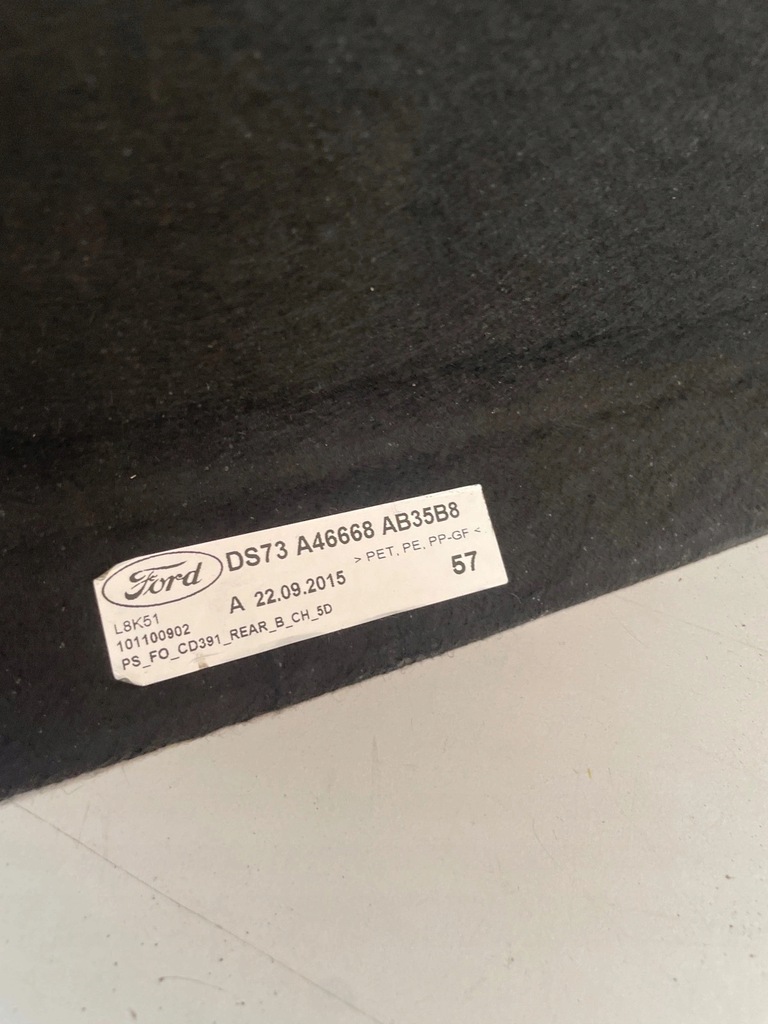 Ford DS73 A46668 AB35B8
> PET, PE, PP-GF <
L8K51 A 22.09.2015 57
101100902
PS_FO_CD391_REAR_B_CH_5D